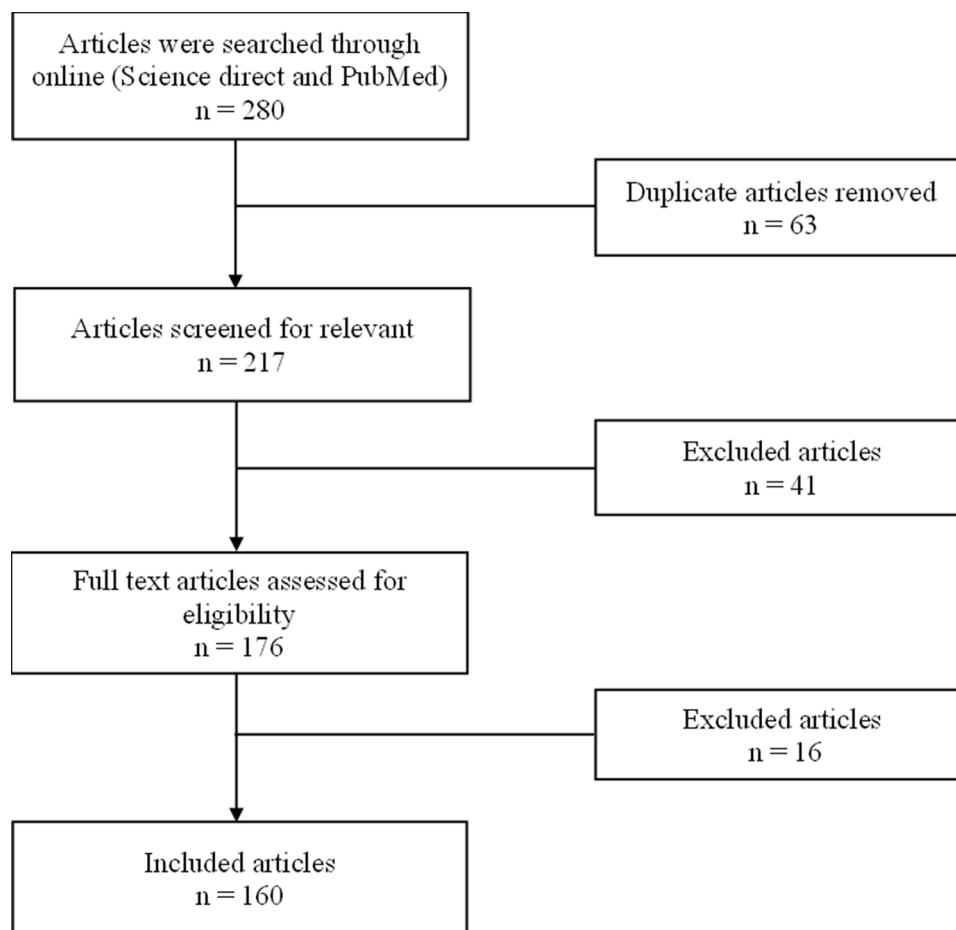 Articles were searched through
online (Science direct and PubMed)
n = 280
Duplicate articles removed
n = 63
Articles screened for relevant
n = 217
Excluded articles
n = 41
Full text articles assessed for
eligibility
n = 176
Excluded articles
n = 16
Included articles
n = 160